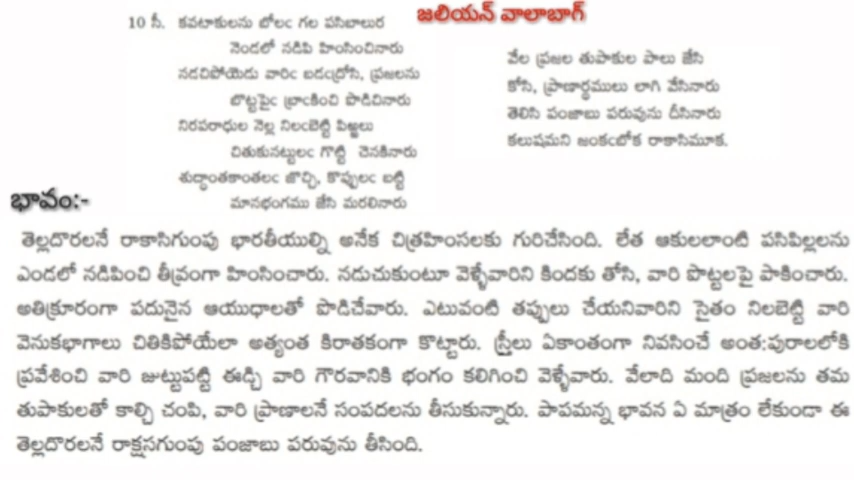 జలియన్ వాలాబాగ్
10 సీ. కవటాకులను బోలఁ గల పసిబాలుర
నెండలో నడిపి హింసించినారు
నడచిపోయెడు వారిఁ బడఁద్రోసి, ప్రజలను
బొట్టపైఁ బ్రాఁకించి పొడిచినారు
నిరపరాధుల నెల్ల నిలఁబెట్టి పిఱ్ఱలు
చితుకునట్టులఁ గొట్టి చెనకినారు
శుద్ధాంతకాంతలఁ జొచ్చి, కొప్పులఁ బట్టి
మానభంగము జేసి మరలినారు
వేల ప్రజల తుపాకుల పాలు జేసి
కోసి, ప్రాణార్థములు లాగి వేసినారు
తెలిసి పంజాబు పరువును దీసినారు
కలుషమని జంకఁబోక రాకాసిమూక.
భావం:-
తెల్లదొరలనే రాకాసిగుంపు భారతీయుల్ని అనేక చిత్రహింసలకు గురిచేసింది. లేత ఆకులలాంటి పసిపిల్లలను
ఎండలో నడిపించి తీవ్రంగా హింసించారు. నడుచుకుంటూ వెళ్ళేవారిని కిందకు తోసి, వారి పొట్టలపై పాకించారు.
అతిక్రూరంగా పదునైన ఆయుధాలతో పొడిచేవారు. ఎటువంటి తప్పులు చేయనివారిని సైతం నిలబెట్టి వారి
వెనుకభాగాలు చితికిపోయేలా అత్యంత కిరాతకంగా కొట్టారు. స్త్రీలు ఏకాంతంగా నివసించే అంత:పురాలలోకి
ప్రవేశించి వారి జుట్టుపట్టి ఈడ్చి వారి గౌరవానికి భంగం కలిగించి వెళ్ళేవారు. వేలాది మంది ప్రజలను తమ
తుపాకులతో కాల్చి చంపి, వారి ప్రాణాలనే సంపదలను తీసుకున్నారు. పాపమన్న భావన ఏ మాత్రం లేకుండా ఈ
తెల్లదొరలనే రాక్షసగుంపు పంజాబు పరువును తీసింది.